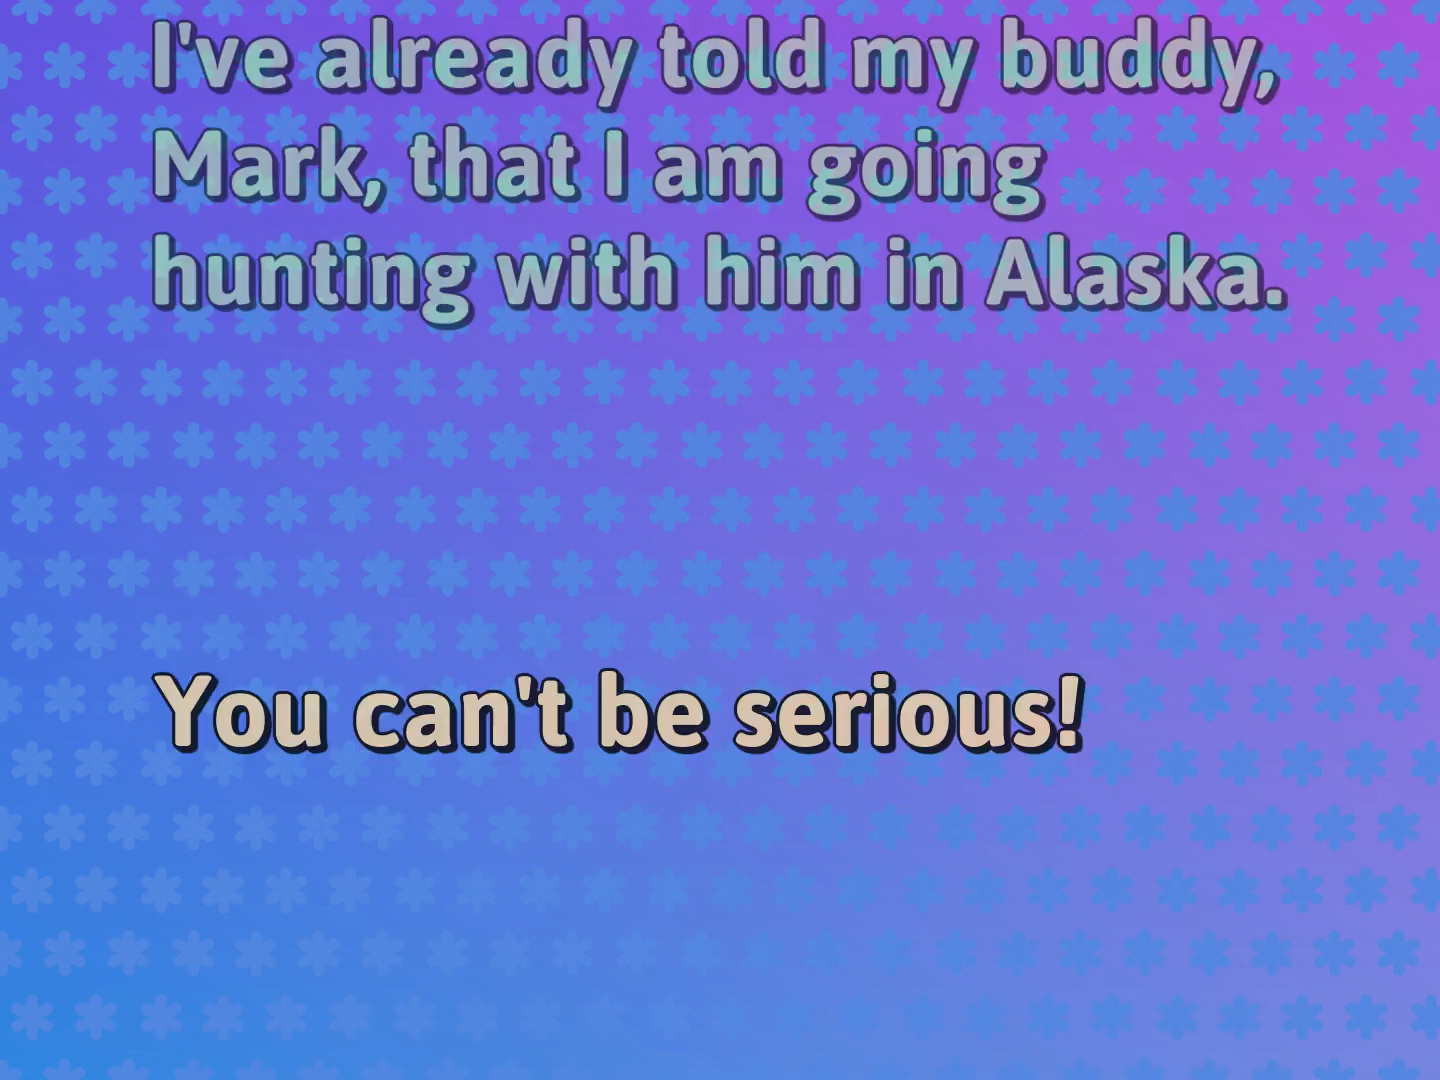 I've already told my buddy,
Mark, that I am going
hunting with him in Alaska.
You can't be serious!